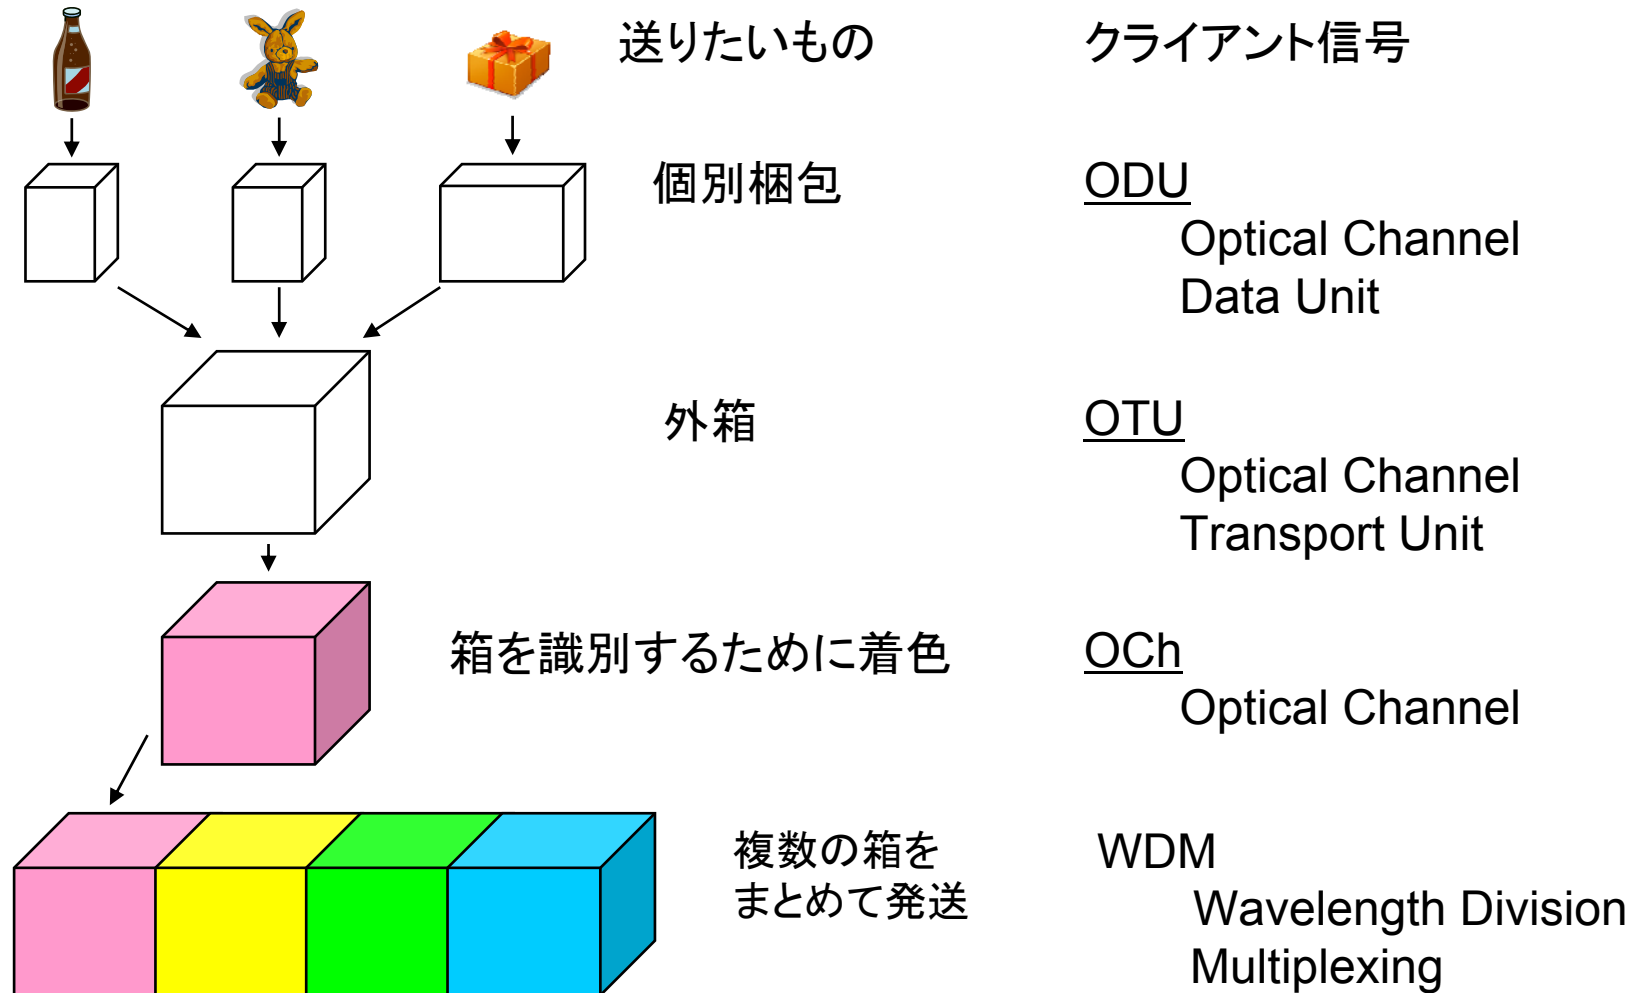 送りたいもの
クライアント信号
個別梱包
ODU
Optical Channel
Data Unit
外箱
OTU
Optical Channel
Transport Unit
箱を識別するために着色
OCh
Optical Channel
複数の箱を
まとめて発送
WDM
Wavelength Division
Multiplexing